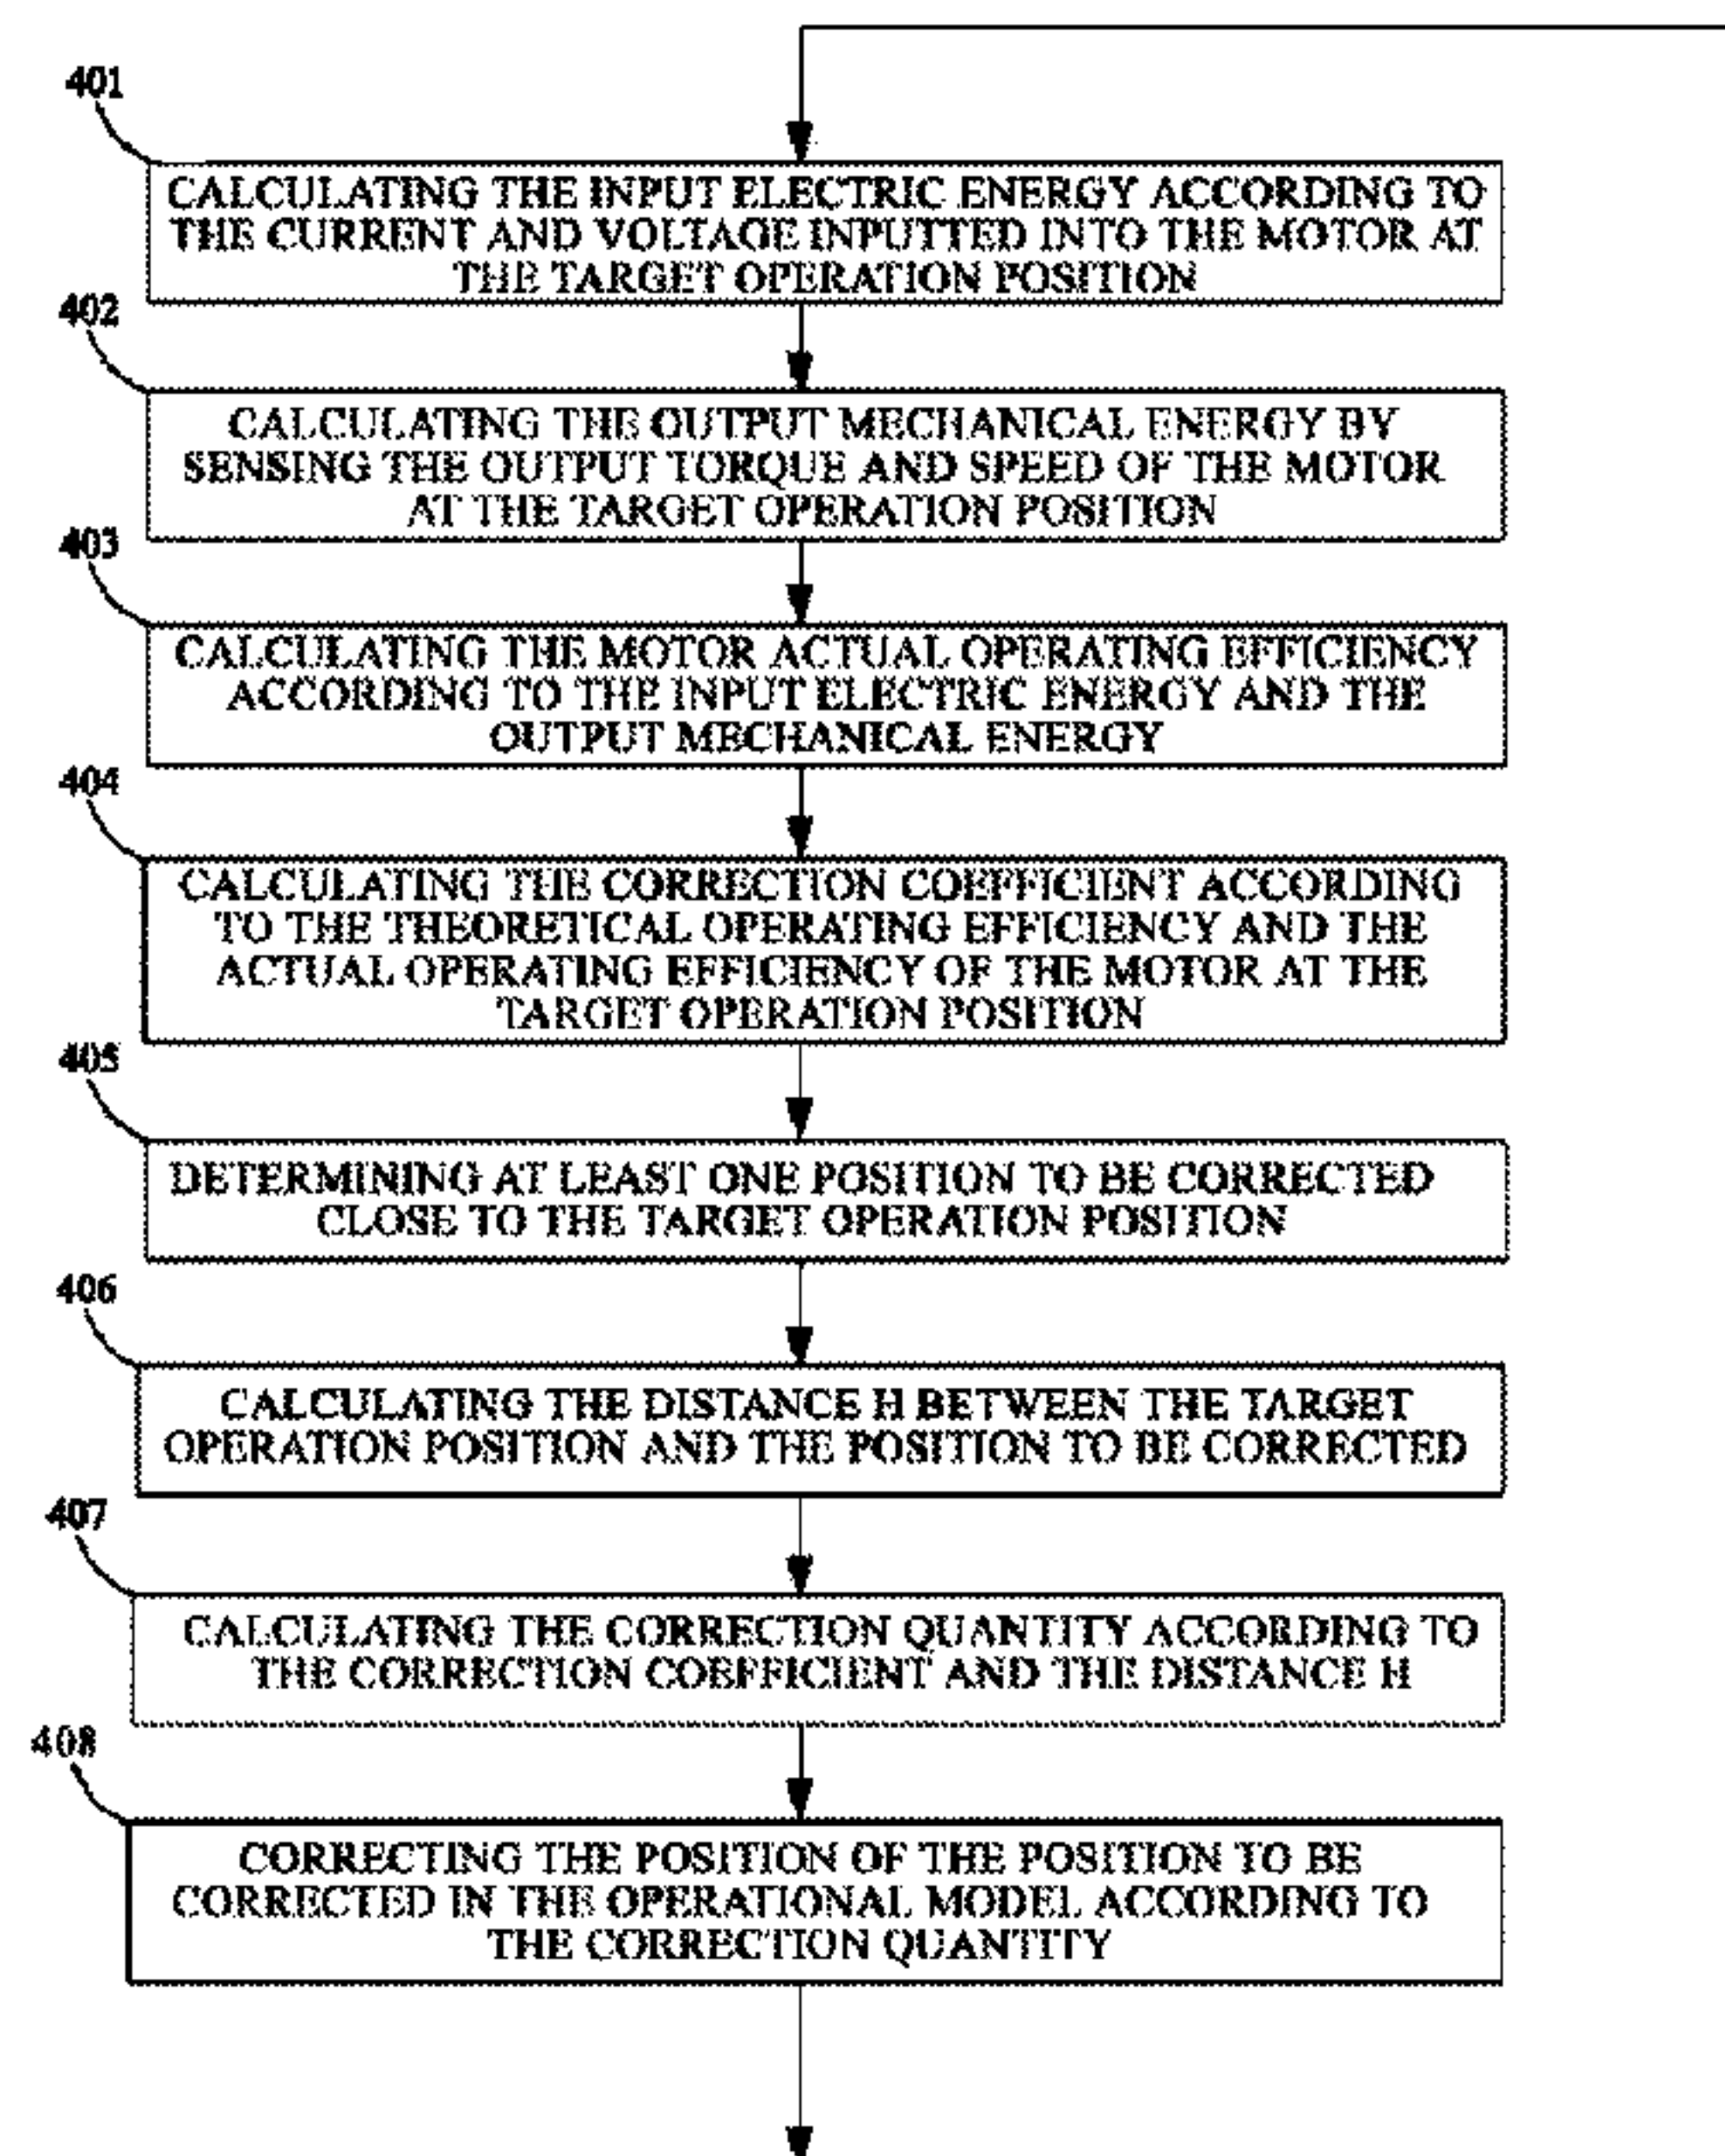 401
CALCULATING THE INPUT ELECTRIC ENERGY ACCORDING TO
THE CURRENT AND VOLTAGE INPUTTED INTO THE MOTOR AT
THE TARGET OPERATION POSITION
402
CALCULATING THE OUTPUT MECHANICAL ENERGY BY
SENSING THE OUTPUT TORQUE AND SPEED OF THE MOTOR
AT THE TARGET OPERATION POSITION
403
CALCULATING THE MOTOR ACTUAL OPERATING EFFICIENCY
ACCORDING TO THE INPUT ELECTRIC ENERGY AND THE
OUTPUT MECHANICAL ENERGY
404
CALCULATING THE CORRECTION COEFFICIENT ACCORDING
TO THE THEORETICAL OPERATING EFFICIENCY AND THE
ACTUAL OPERATING EFFICIENCY OF THE MOTOR AT THE
TARGET OPERATION POSITION
405
DETERMINING AT LEAST ONE POSITION TO BE CORRECTED
CLOSE TO THE TARGET OPERATION POSITION
406
CALCULATING THE DISTANCE H BETWEEN THE TARGET
OPERATION POSITION AND THE POSITION TO BE CORRECTED
407
CALCULATING THE CORRECTION QUANTITY ACCORDING TO
THE CORRECTION COEFFICIENT AND THE DISTANCE H
408
CORRECTING THE POSITION OF THE POSITION TO BE
CORRECTED IN THE OPERATIONAL MODEL ACCORDING TO
THE CORRECTION QUANTITY